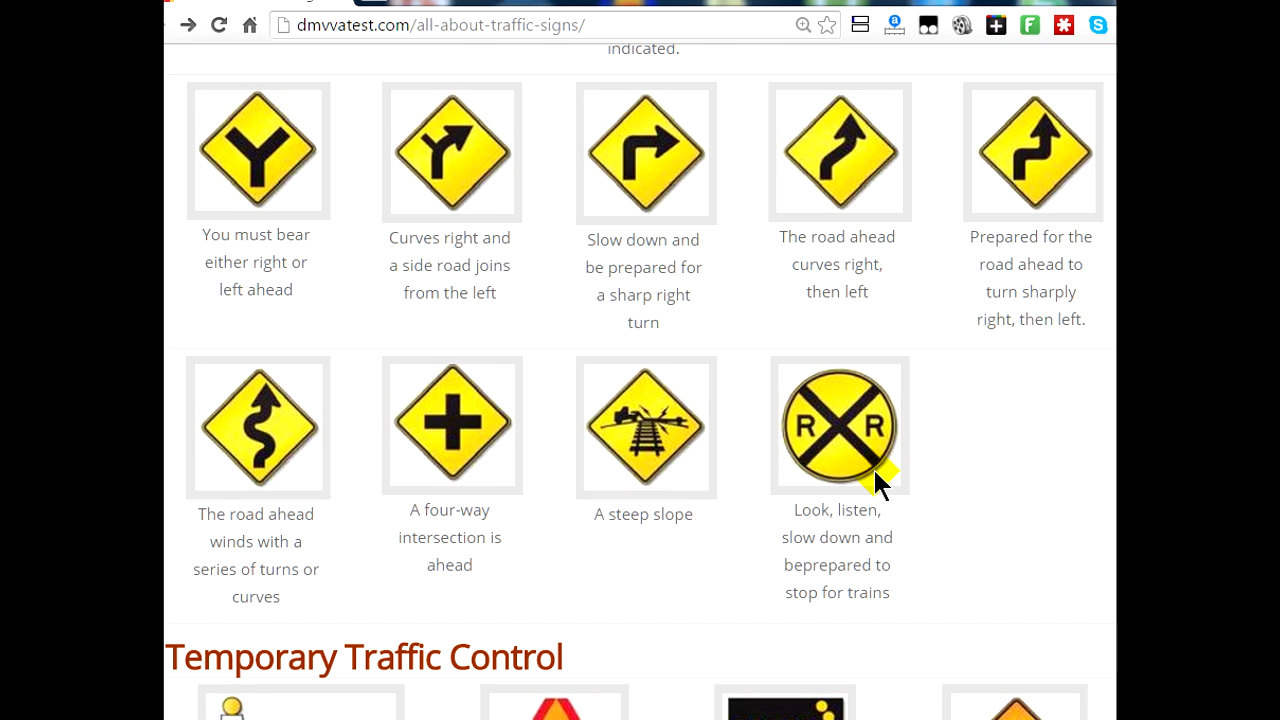 dmvvatest.com/all-about-traffic-signs/
indicated.
You must bear
either right or
left ahead
Curves right and
a side road joins
from the left
Slow down and
be prepared for
a sharp right
turn
The road ahead
curves right,
then left
Prepared for the
road ahead to
turn sharply
right, then left.
R R
The road ahead
winds with a
series of turns or
curves
A four-way
intersection is
ahead
A steep slope
Look, listen,
slow down and
beprepared to
stop for trains
Temporary Traffic Control